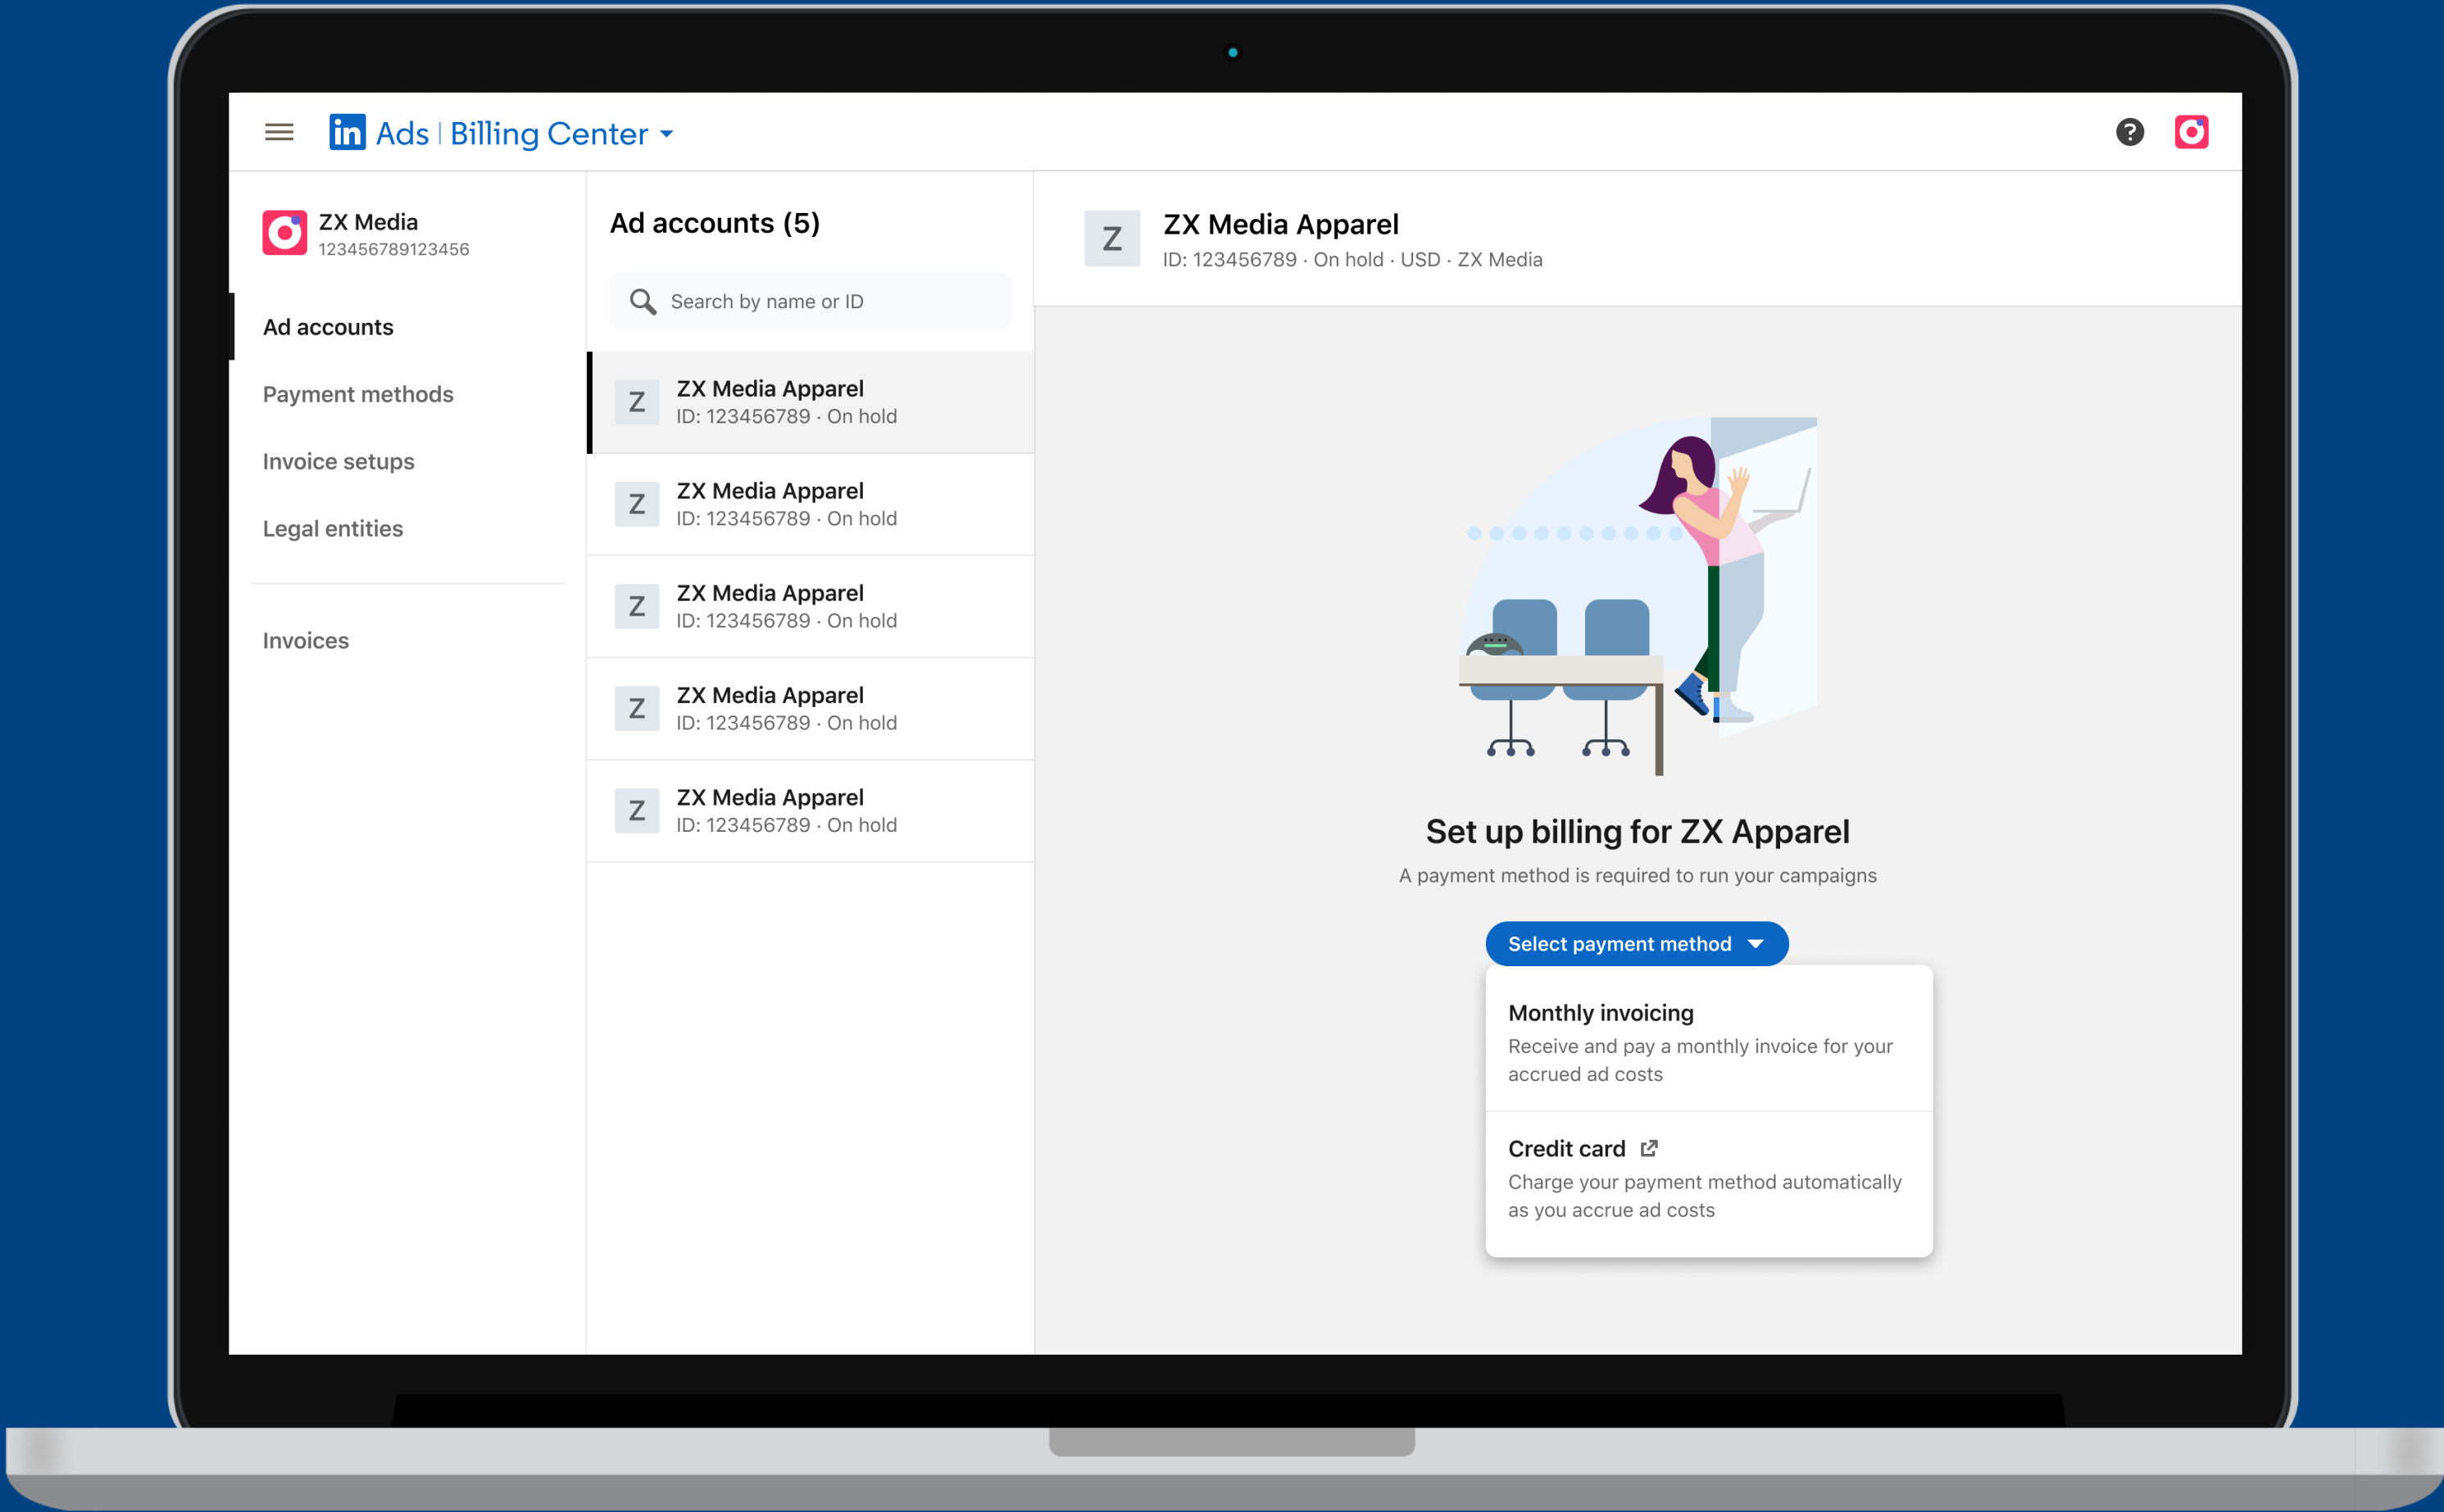 in Ads | Billing Center
?
ZX Media
123456789123456
Ad accounts
Payment methods
Invoice setups
Legal entities
Invoices
Ad accounts (5)
Search by name or ID
Z
ZX Media Apparel
ID: 123456789 · On hold
Z
ZX Media Apparel
ID: 123456789 · On hold
Z
ZX Media Apparel
ID: 123456789 · On hold
Z
ZX Media Apparel
ID: 123456789 · On hold
Z
ZX Media Apparel
ID: 123456789 · On hold
Z
ZX Media Apparel
ID: 123456789 · On hold · USD · ZX Media
Set up billing for ZX Apparel
A payment method is required to run your campaigns
Select payment method
Monthly invoicing
Receive and pay a monthly invoice for your
accrued ad costs
Credit card
Charge your payment method automatically
as you accrue ad costs